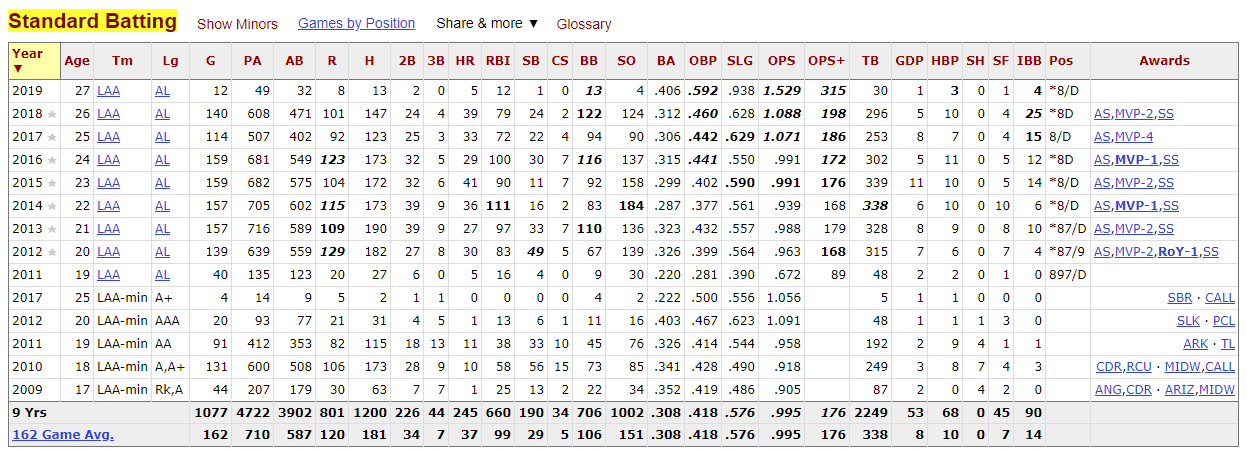 Standard Batting Show Minors Games by Position Share & more ▼ Glossary
Year ▼ Age Tm Lg G PA AB R H 2B 3B HR RBI SB CS BB SO BA OBP SLG OPS OPS+ TB GDP HBP SH SF IBB Pos Awards
2019 27 LAA AL 12 49 32 8 13 2 0 5 12 1 0 13 4 .406 .592 .938 1.529 315 30 1 3 0 1 4 *8/D
2018 ★ 26 LAA AL 140 608 471 101 147 24 4 39 79 24 2 122 124 .312 .460 .628 1.088 198 296 5 10 0 4 25 *8D AS,MVP-2,SS
2017 ★ 25 LAA AL 114 507 402 92 123 25 3 33 72 22 4 94 90 .306 .442 .629 1.071 186 253 8 7 0 4 15 8/D AS,MVP-4
2016 ★ 24 LAA AL 159 681 549 123 173 32 5 29 100 30 7 116 137 .315 .441 .550 .991 172 302 5 11 0 5 12 *8D AS,MVP-1,SS
2015 ★ 23 LAA AL 159 682 575 104 172 32 6 41 90 11 7 92 158 .299 .402 .590 .991 176 339 11 10 0 5 14 *8/D AS,MVP-2,SS
2014 ★ 22 LAA AL 157 705 602 115 173 39 9 36 111 16 2 83 184 .287 .377 .561 .939 168 338 6 10 0 10 6 *8/D AS,MVP-1,SS
2013 ★ 21 LAA AL 157 716 589 109 190 39 9 27 97 33 7 110 136 .323 .432 .557 .988 179 328 8 9 0 8 10 *87/D AS,MVP-2,SS
2012 ★ 20 LAA AL 139 639 559 129 182 27 8 30 83 49 5 67 139 .326 .399 .564 .963 168 315 7 6 0 7 4 *87/9 AS,MVP-2,RoY-1,SS
2011 19 LAA AL 40 135 123 20 27 6 0 5 16 4 0 9 30 .220 .281 .390 .672 89 48 2 2 0 1 0 897/D
2017 25 LAA-min A+ 4 14 9 5 2 1 1 0 0 0 0 4 2 .222 .500 .556 1.056 5 1 1 0 0 0 SBR · CALL
2012 20 LAA-min AAA 20 93 77 21 31 4 5 1 13 6 1 11 16 .403 .467 .623 1.091 48 1 1 1 3 0 SLK · PCL
2011 19 LAA-min AA 91 412 353 82 115 18 13 11 38 33 10 45 76 .326 .414 .544 .958 192 2 9 4 1 1 ARK · TL
2010 18 LAA-min A,A+ 131 600 508 106 173 28 9 10 58 56 15 73 85 .341 .428 .490 .918 249 3 8 7 4 3 CDR,RCU · MIDW,CALL
2009 17 LAA-min Rk,A 44 207 179 30 63 7 7 1 25 13 2 22 34 .352 .419 .486 .905 87 2 0 4 2 0 ANG,CDR · ARIZ,MIDW
9 Yrs 1077 4722 3902 801 1200 226 44 245 660 190 34 706 1002 .308 .418 .576 .995 176 2249 53 68 0 45 90
162 Game Avg. 162 710 587 120 181 34 7 37 99 29 5 106 151 .308 .418 .576 .995 176 338 8 10 0 7 14